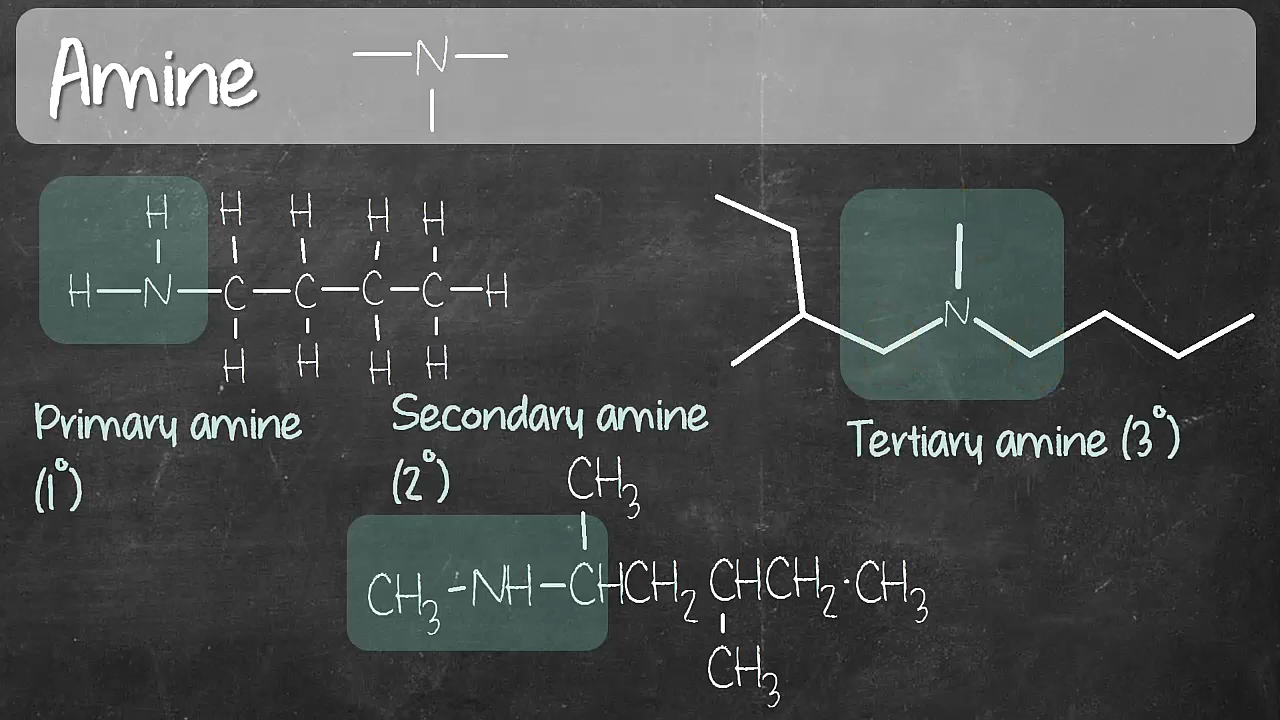 Amine
—N—
H H H H H
H—N—C—C—C—C—H
H H H H
N
Primary amine
(1°)
Secondary amine
(2°)
Tertiary amine (3°)
CH3
CH3-NH-CHCH2 CHCH2·CH3
CH3